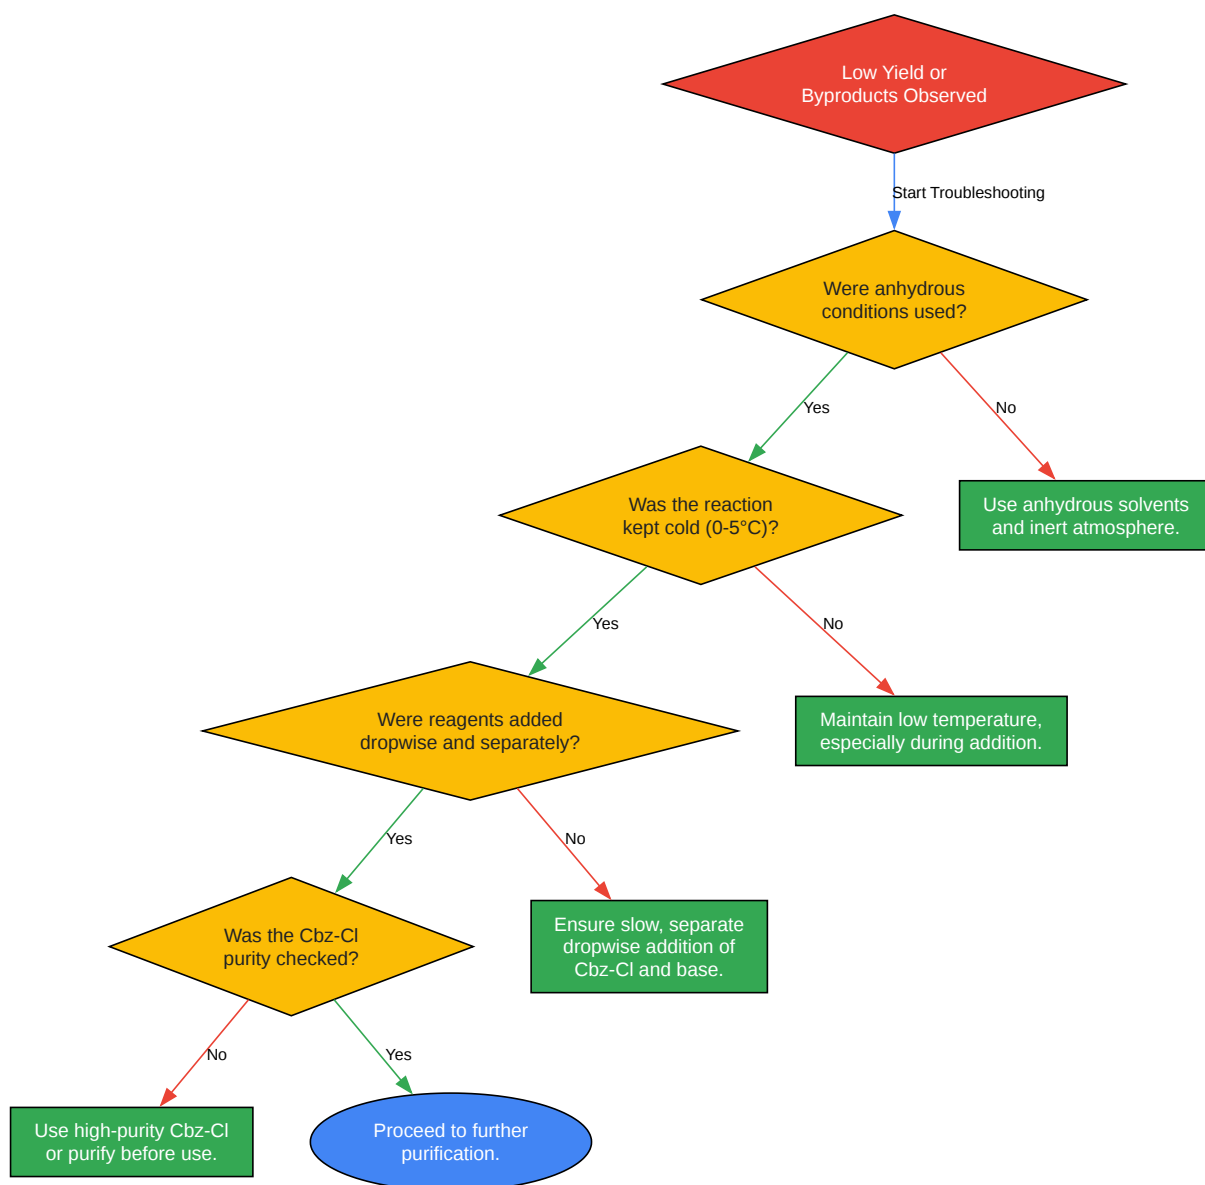 Low Yield or
Byproducts Observed
Start Troubleshooting
Were anhydrous
conditions used?
Yes
No
Was the reaction
kept cold (0-5°C)?
Use anhydrous solvents
and inert atmosphere.
Yes
No
Were reagents added
dropwise and separately?
Maintain low temperature,
especially during addition.
Yes
No
Was the Cbz-Cl
purity checked?
Ensure slow, separate
dropwise addition of
Cbz-Cl and base.
No
Yes
Use high-purity Cbz-Cl
or purify before use.
Proceed to further
purification.